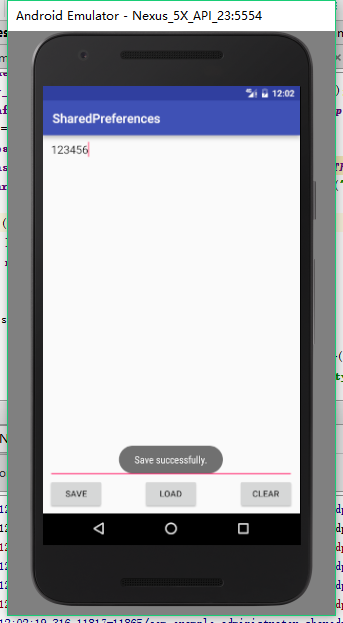 Android Emulator - Nexus_5X_API_23:5554
12:02
SharedPreferences
123456
Save successfully.
SAVE
LOAD
CLEAR